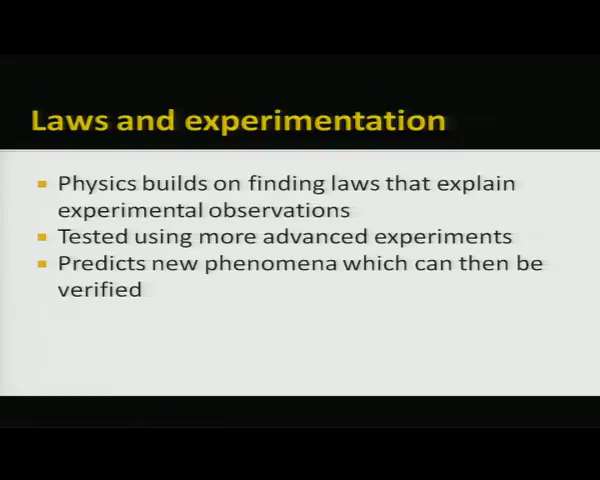 Laws and experimentation
Physics builds on finding laws that explain
experimental observations
Tested using more advanced experiments
Predicts new phenomena which can then be
verified